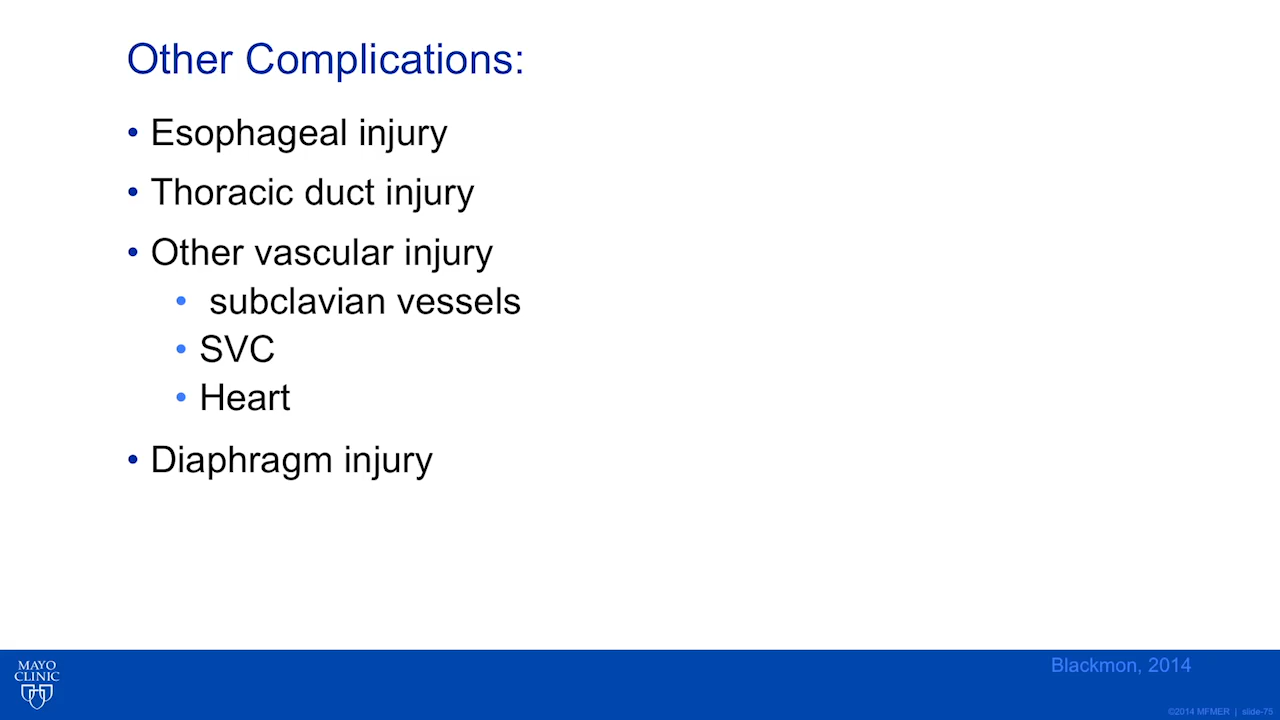 Other Complications:
• Esophageal injury
• Thoracic duct injury
• Other vascular injury
• subclavian vessels
• SVC
• Heart
• Diaphragm injury
MAYO
CLINIC
Blackmon, 2014
©2014 MFMER | slide-75